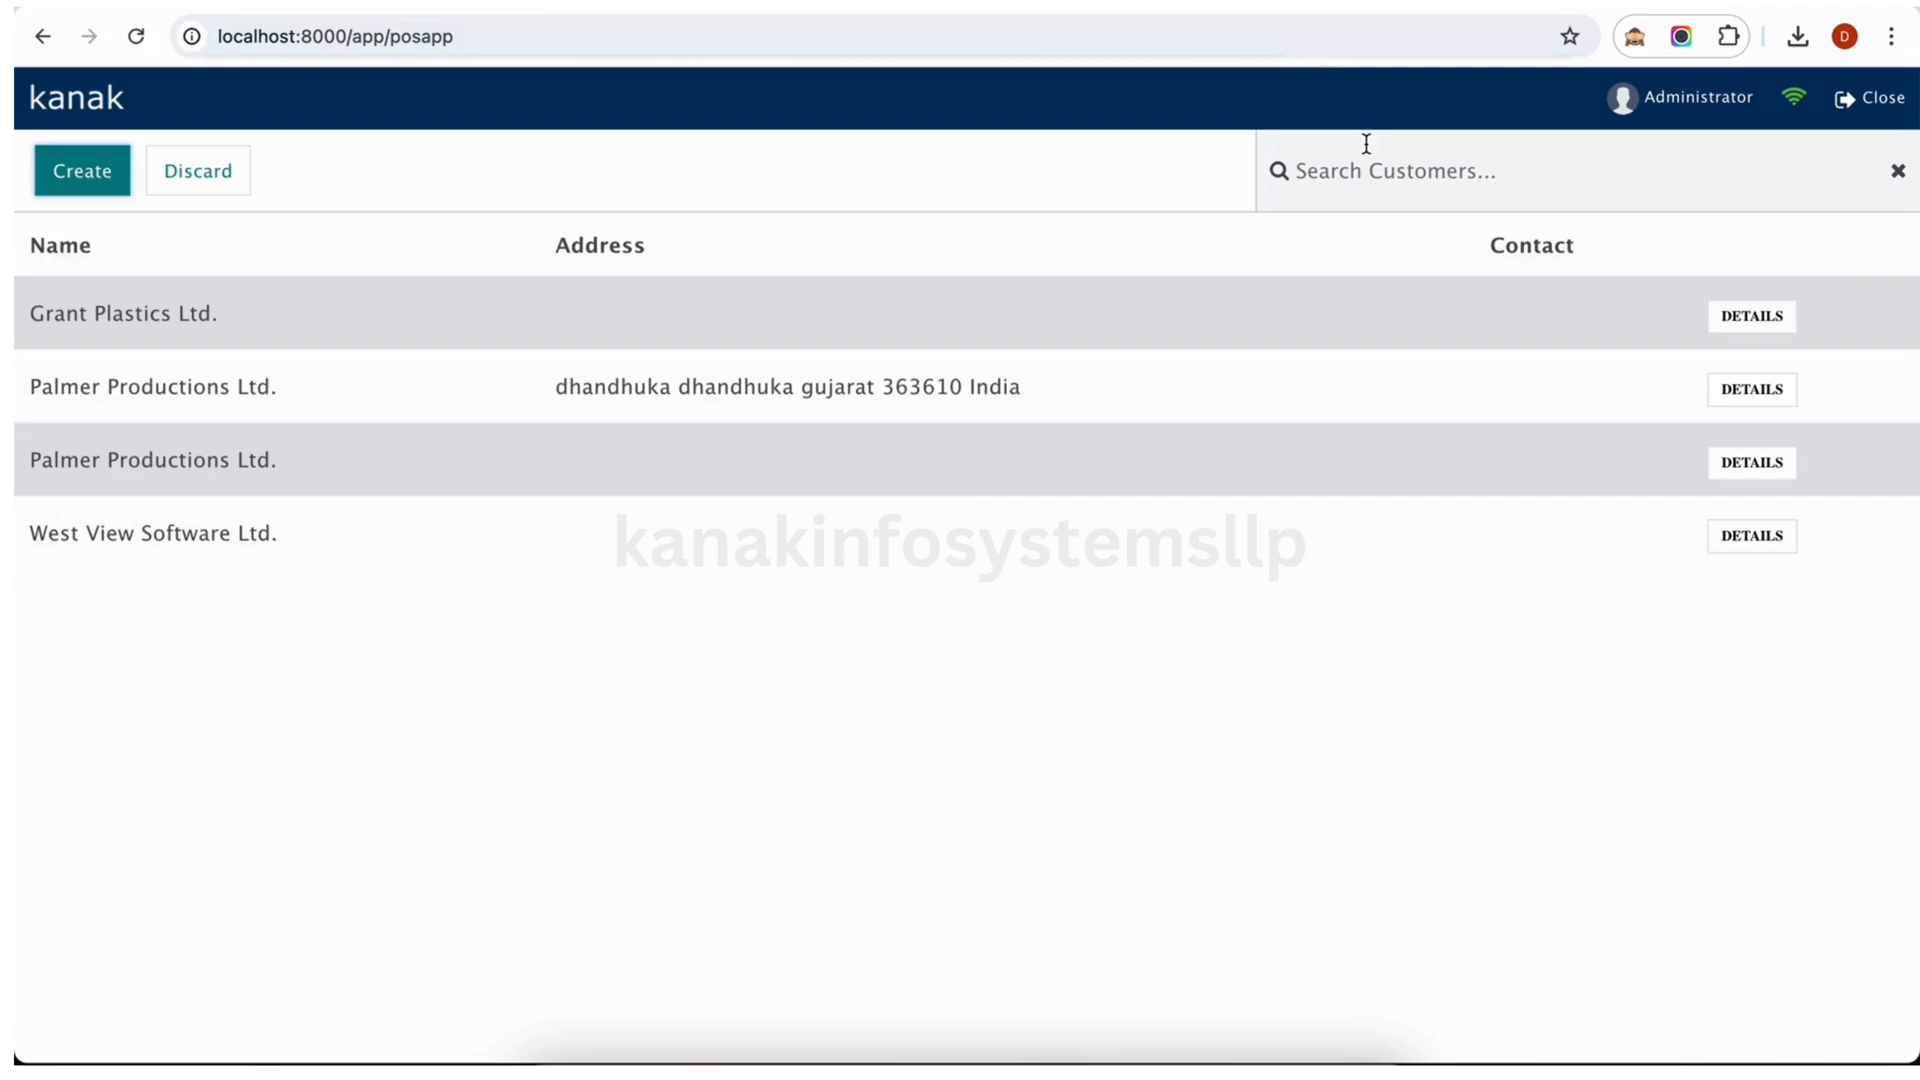 localhost:8000/app/posapp
D
kanak
Administrator
Close
Create
Discard
Search Customers...
Name
Address
Contact
Grant Plastics Ltd.
DETAILS
Palmer Productions Ltd.
dhandhuka dhandhuka gujarat 363610 India
DETAILS
Palmer Productions Ltd.
DETAILS
West View Software Ltd.
DETAILS
kanakinfosystemsllp